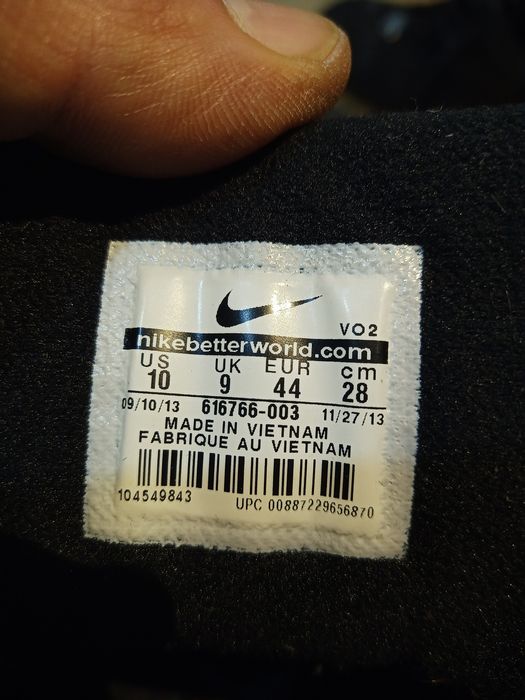 VO2
nikebetterworld.com
US UK EUR cm
10 9 44 28
09/10/13 616766-003 11/27/13
MADE IN VIETNAM
FABRIQUE AU VIETNAM
104549843
UPC 00887229656870